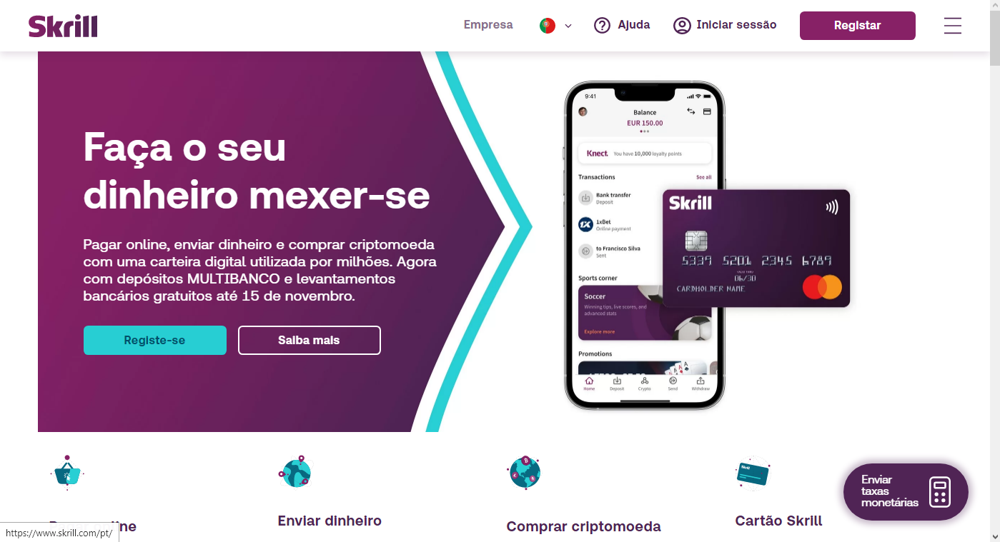 Skrill
Empresa
Ajuda
Iniciar sessão
Registar
Faça o seu
dinheiro mexer-se
Pagar online, enviar dinheiro e comprar criptomoeda
com uma carteira digital utilizada por milhões. Agora
com depósitos MULTIBANCO e levantamentos
bancários gratuitos até 15 de novembro.
Registe-se
Saiba mais
9:41
Balance
EUR 150.00
Knect. You have 10,000 loyalty points
Transactions
See all
Bank transfer
Deposit
1X
1xBet
Online payment
to Francisco Silva
Sent
Sports corner
Soccer
Winning tips, live scores, and
advanced stats
Explore more
Promotions
Home
Deposit
Crypto
Send
Withdraw
Skrill
5339 5201 2345 6789
VALID THRU
06/30
CARDHOLDER NAME
Skrill
Enviar
taxas
monetárias
Enviar dinheiro
Comprar criptomoeda
Cartão Skrill
https://www.skrill.com/pt/